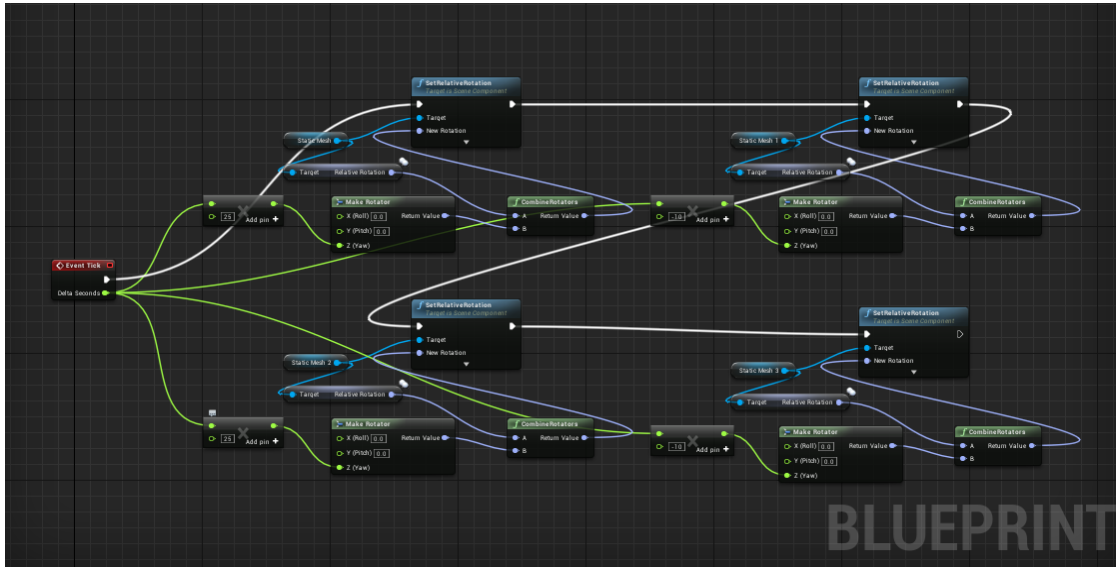 SetRelativeRotation
Target is Scene Component
Target
New Rotation
Static Mesh
Target Relative Rotation
25
Add pin +
Make Rotator
X (Roll) 0.0 Return Value
Y (Pitch) 0.0
Z (Yaw)
CombineRotators
A Return Value
B
SetRelativeRotation
Target is Scene Component
Target
New Rotation
Static Mesh 1
Target Relative Rotation
-10
Add pin +
Make Rotator
X (Roll) 0.0 Return Value
Y (Pitch) 0.0
Z (Yaw)
CombineRotators
A Return Value
B
Event Tick
Delta Seconds
SetRelativeRotation
Target is Scene Component
Target
New Rotation
Static Mesh 2
Target Relative Rotation
25
Add pin +
Make Rotator
X (Roll) 0.0 Return Value
Y (Pitch) 0.0
Z (Yaw)
CombineRotators
A Return Value
B
SetRelativeRotation
Target is Scene Component
Target
New Rotation
Static Mesh 3
Target Relative Rotation
-10
Add pin +
Make Rotator
X (Roll) 0.0 Return Value
Y (Pitch) 0.0
Z (Yaw)
CombineRotators
A Return Value
B
BLUEPRINT